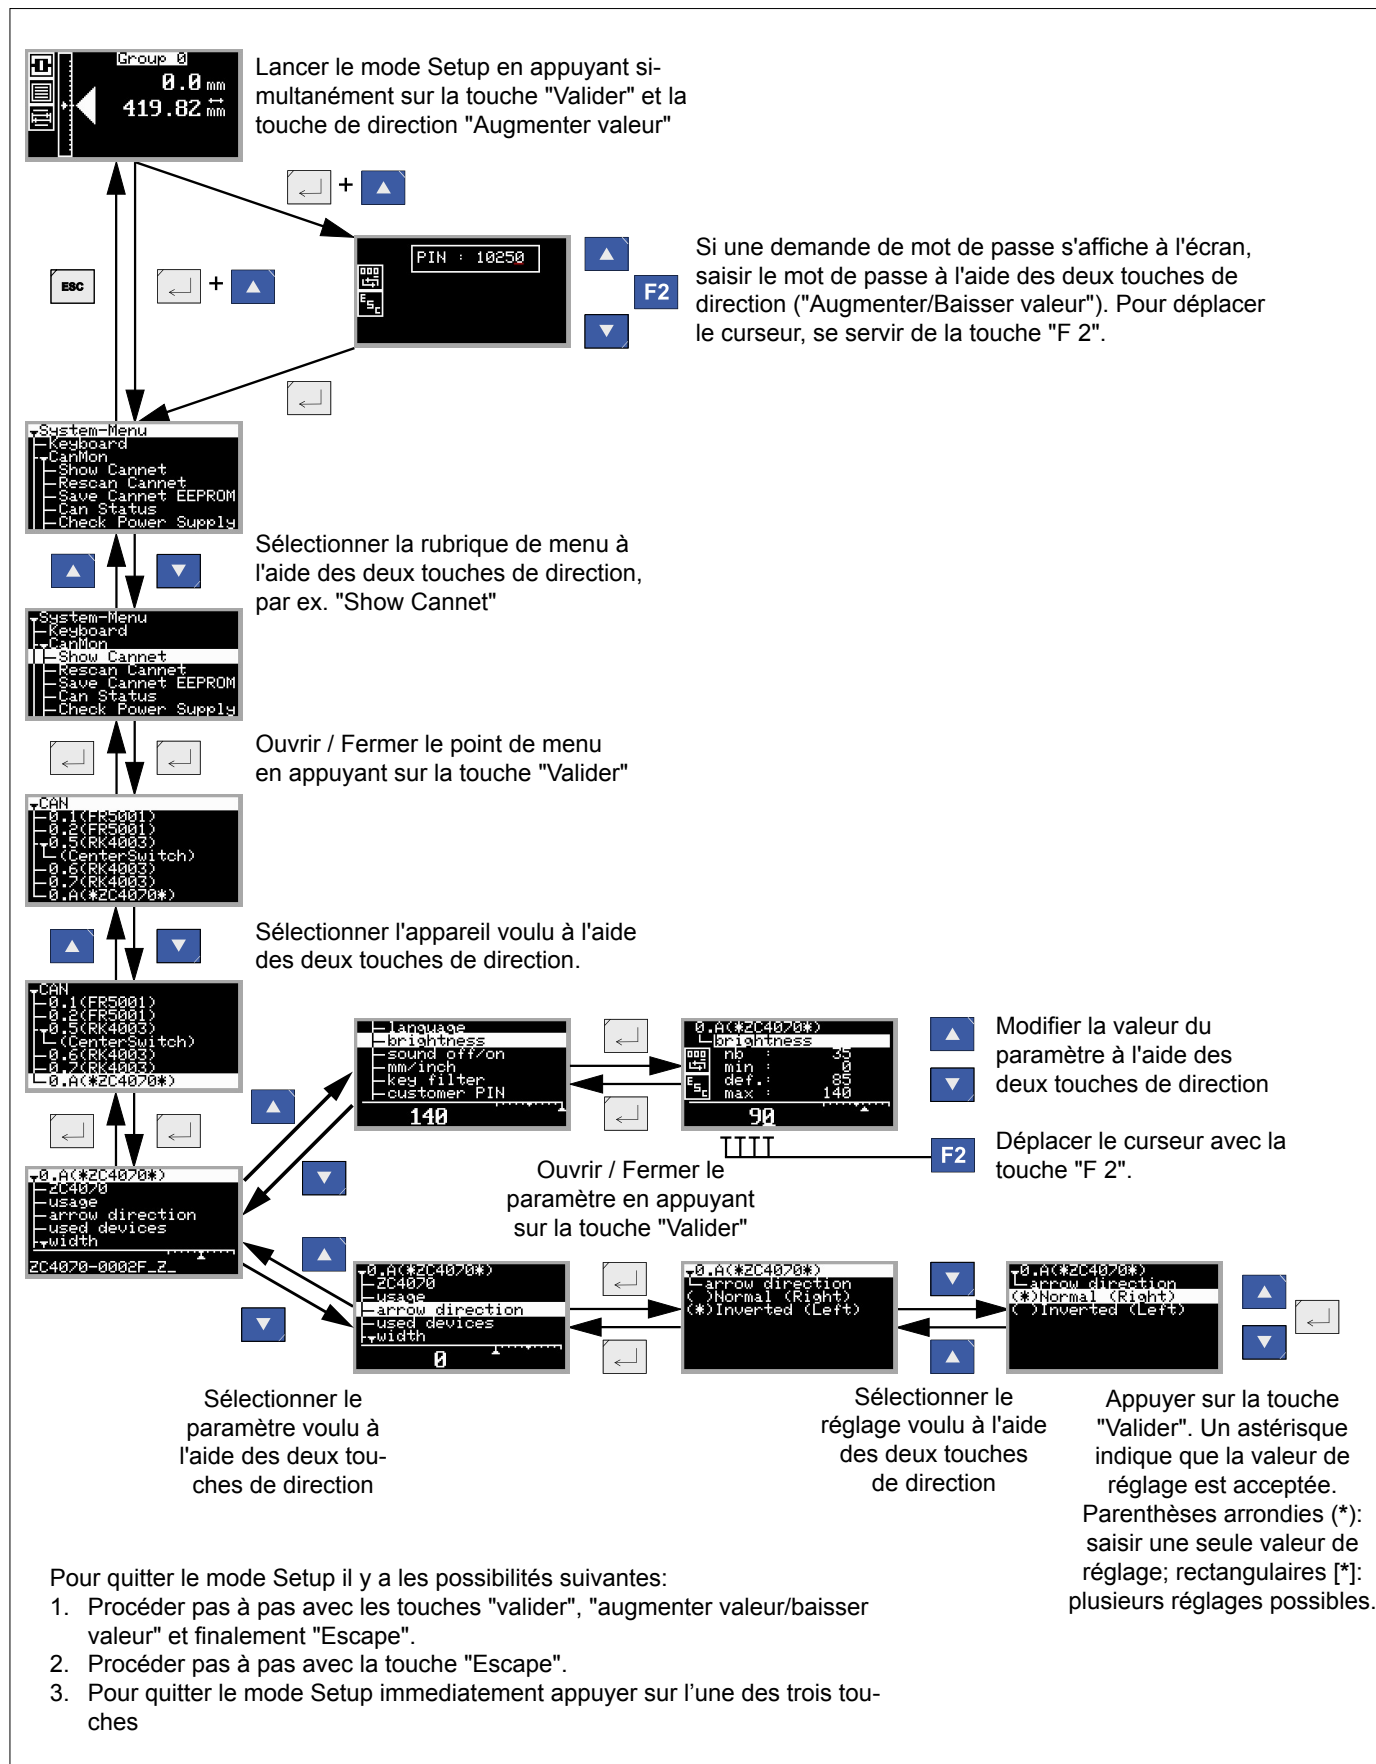 Group 0
0.0 mm
419.82 mm
Lancer le mode Setup en appuyant si-
multanément sur la touche "Valider" et la
touche de direction "Augmenter valeur"
+
PIN : 10250
Esc
F2
Si une demande de mot de passe s'affiche à l'écran,
saisir le mot de passe à l'aide des deux touches de
direction ("Augmenter/Baisser valeur"). Pour déplacer
le curseur, se servir de la touche "F 2".
ESC
+
System-Menu
Keyboard
CanMon
Show Cannet
Rescan Cannet
Save Cannet EEPROM
Can Status
Check Power Supply
Sélectionner la rubrique de menu à
l'aide des deux touches de direction,
par ex. "Show Cannet"
System-Menu
Keyboard
CanMon
Show Cannet
Rescan Cannet
Save Cannet EEPROM
Can Status
Check Power Supply
Ouvrir / Fermer le point de menu
en appuyant sur la touche "Valider"
CAN
0.1(FR5001)
0.2(FR5001)
0.5(RK4003)
(CenterSwitch)
0.6(RK4003)
0.7(RK4003)
0.A(*ZC4070*)
Sélectionner l'appareil voulu à l'aide
des deux touches de direction.
CAN
0.1(FR5001)
0.2(FR5001)
0.5(RK4003)
(CenterSwitch)
0.6(RK4003)
0.7(RK4003)
0.A(*ZC4070*)
language
brightness
sound off/on
mm/inch
key filter
customer PIN
140
0.A(*ZC4070*)
brightness
nb : 35
min : 0
def.: 85
max : 140
Esc
90
Modifier la valeur du
paramètre à l'aide des
deux touches de direction
F2
Déplacer le curseur avec la
touche "F 2".
Ouvrir / Fermer le
paramètre en appuyant
sur la touche "Valider"
0.A(*ZC4070*)
ZC4070
usage
arrow direction
used devices
width
ZC4070-0002F_Z_
0.A(*ZC4070*)
ZC4070
usage
arrow direction
used devices
width
0
0.A(*ZC4070*)
arrow direction
( )Normal (Right)
(*)Inverted (Left)
0.A(*ZC4070*)
arrow direction
(*)Normal (Right)
( )Inverted (Left)
Sélectionner le
paramètre voulu à
l'aide des deux tou-
ches de direction
Sélectionner le
réglage voulu à l'aide
des deux touches
de direction
Appuyer sur la touche
"Valider". Un astérisque
indique que la valeur de
réglage est acceptée.
Parenthèses arrondies (*):
saisir une seule valeur de
réglage; rectangulaires [*]:
plusieurs réglages possibles.
Pour quitter le mode Setup il y a les possibilités suivantes:
1. Procéder pas à pas avec les touches "valider", "augmenter valeur/baisser
valeur" et finalement "Escape".
2. Procéder pas à pas avec la touche "Escape".
3. Pour quitter le mode Setup immediatement appuyer sur l’une des trois tou-
ches